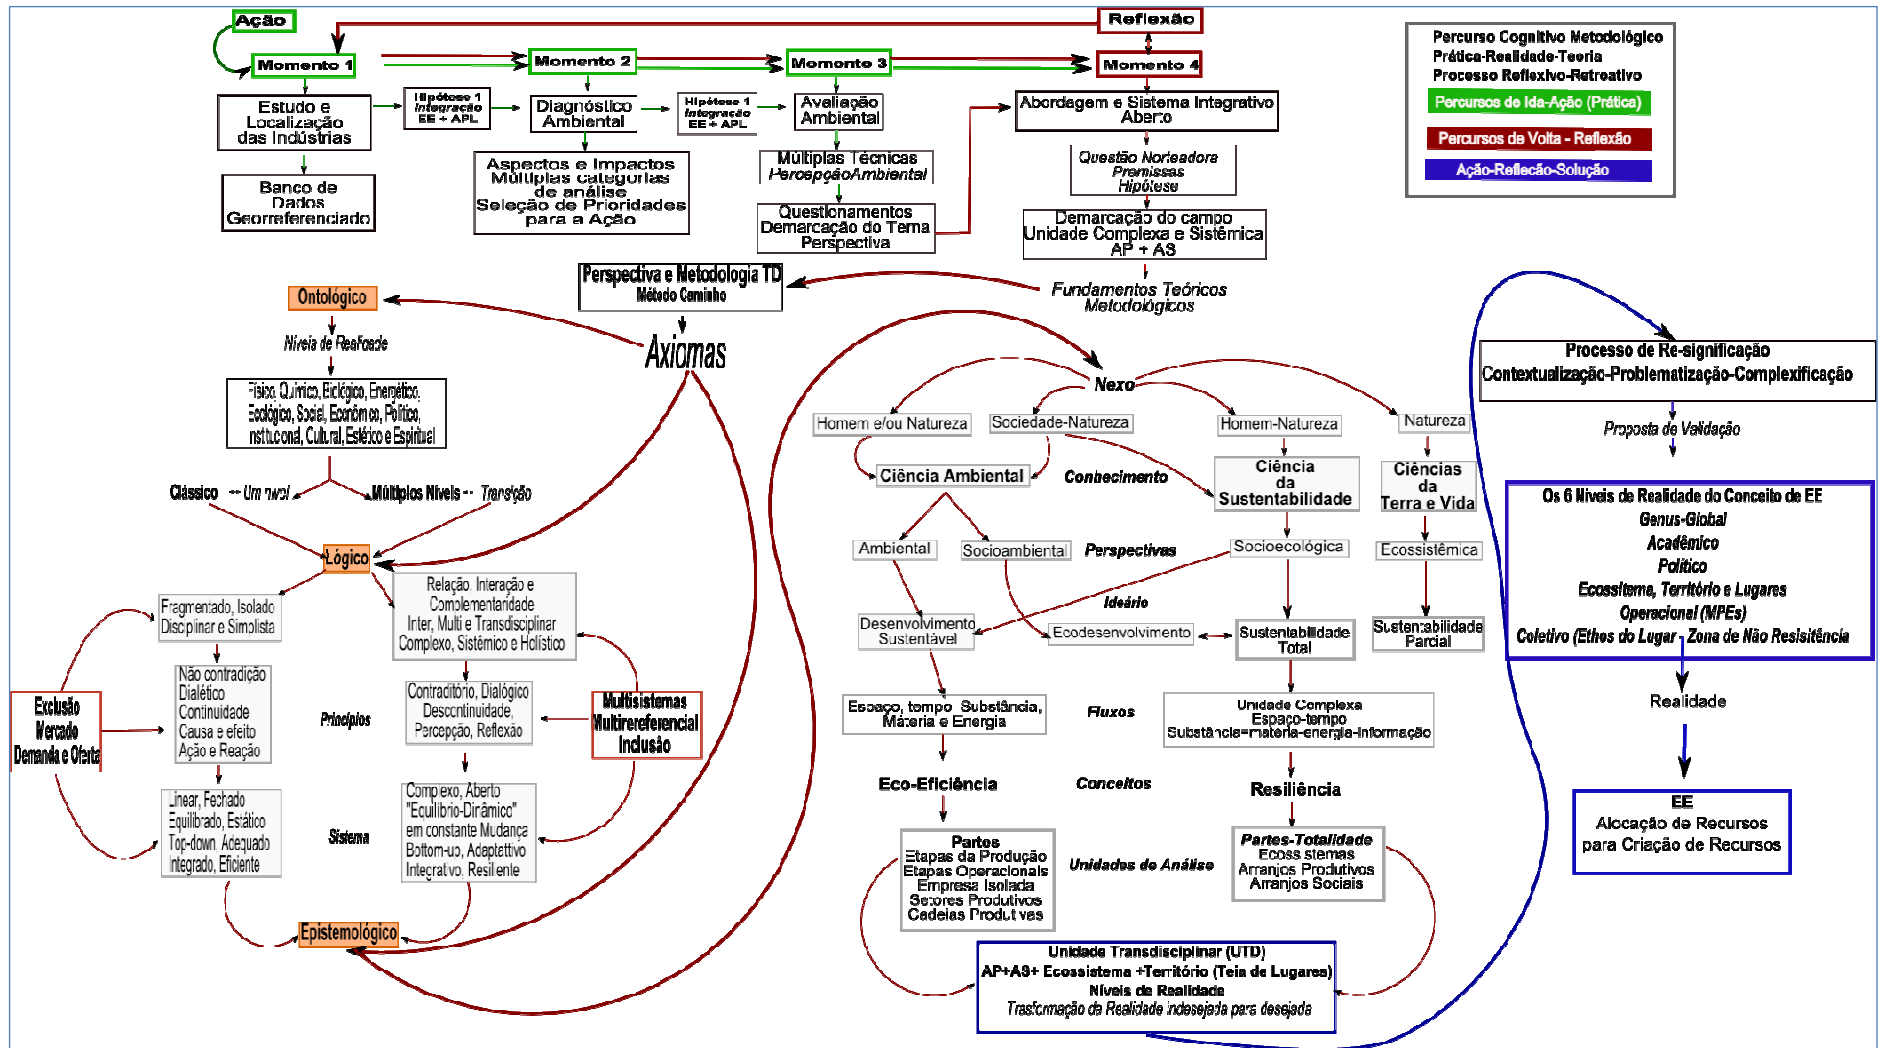 Ação
Reflexão
Momento 1
Momento 2
Momonto 3
Momento 4
Percurso Cognitivo Metodológico
Prática-Realidade-Teoria
Processo Reflexivo-Retroativo
Percursos de Ida-Ação (Prática)
Percursos de Volta - Reflexão
Ação-Reflecão-Solução
Estudo e
Localização
das Indústrias
Hipótese 1
Integração
EE + APL
Diagnóstico
Ambiental
Hipótese 1
Integração
EE + APL
Avaliação
Ambiental
Abordagem e Sistema Integrativo
Aberto
Banco de
Dados
Georreferenciado
Aspectos e Impactos
Múltiplas categorias
de análise
Seleção de Prioridades
para a Ação
Múltiplas Técnicas
PercepçãoAmbiental
Questionamentos
Demarcação do Tema
Perspectiva
Questão Norteadora
Premissas
Hipótese
Demarcação do campo
Unidade Complexa e Sistêmica
AP + AS
Fundamentos Teóricos
Metodológicos
Perspectiva e Metodologia TD
Método Caminho
Axiomas
Ontológico
Níveis de Realidade
Físico, Químico, Biológico, Energético,
Ecológico, Social, Econômico, Político,
Institucional, Cultural, Estético e Espiritual
Clássico -- Um nível
Múltiplos Níveis -- Transição
Lógico
Fragmentado, Isolado
Disciplinar e Simplista
Relação, Interação e
Complementaridade
Inter, Multi e Transdisciplinar
Complexo, Sistêmico e Holístico
Exclusão
Mercado
Demanda e Oferta
Não contradição
Dialético
Continuidade
Causa e efeito
Ação e Reação
Princípios
Contraditório, Dialógico
Descontinuidade,
Percepção, Reflexão
Multisistemas
Multirereferencial
Inclusão
Linear, Fechado
Equilibrado, Estático
Top-down, Adequado
Integrado, Eficiente
Sistema
Complexo, Aberto
"Equilíbrio-Dinâmico"
em constante Mudança
Bottom-up, Adaptattivo
Integrativo, Resiliente
Epistemológico
Nexo
Homem e/ou Natureza
Sociedade-Natureza
Homem-Natureza
Natureza
Ciência Ambiental
Conhecimento
Ciência
da
Sustentabilidade
Ciências
da
Terra e Vida
Ambiental
Socioambiental
Perspectivas
Socioecológica
Ecossistêmica
Ideário
Desenvolvimento
Sustentável
Ecodesenvolvimento
Sustentabilidade
Total
Sustentabilidade
Parcial
Espaço, tempo Substância,
Máteria e Energia
Fluxos
Unidade Complexa
Espaço-tempo
Substância=materia-energia-Informação
Eco-Eficiência
Conceitos
Resiliência
Partes
Etapas da Produção
Etapas Operacionais
Empresa Isolada
Setores Produtivos
Cadeias Produtivas
Unidades de Análise
Partes-Totalidade
Ecossistemas
Arranjos Produtivos
Arranjos Sociais
Unidade Transdisciplinar (UTD)
AP+AS+ Ecossistema +Território (Teia de Lugares)
Níveis de Realidade
Trasformação da Realidade indesejada para desejada
Processo de Re-significação
Contextualização-Problematização-Complexificação
Proposta de Validação
Os 6 Níveis de Realidade do Conceito de EE
Genus-Global
Acadêmico
Político
Ecossiteme, Território e Lugares
Operacional (MPEs)
Coletivo (Ethos do Lugar - Zona de Não Resisitência
Realidade
EE
Alocação de Recursos
para Criação de Recursos